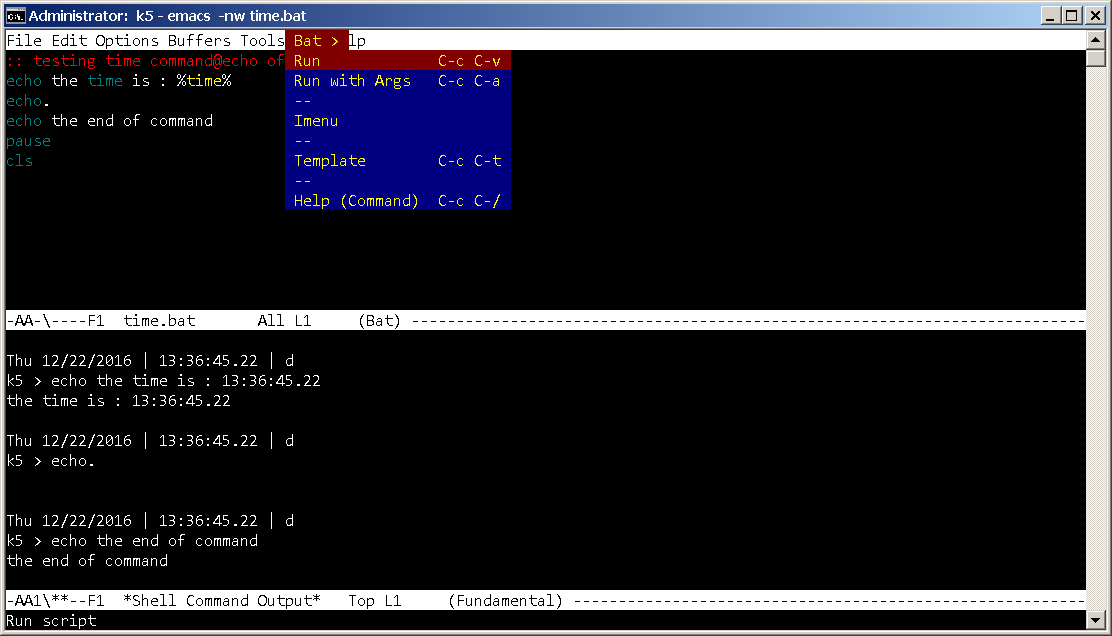 Administrator: k5 - emacs -nw time.bat
File Edit Options Buffers Tools Bat > lp
:: testing time command@echo of
Run C-c C-v
echo the time is : %time%
Run with Args C-c C-a
echo.
--
echo the end of command
Imenu
pause
--
cls
Template C-c C-t
--
Help (Command) C-c C-/
-AA-\----F1 time.bat All L1 (Bat) ---------------------------------------------------------------------------
Thu 12/22/2016 | 13:36:45.22 | d
k5 > echo the time is : 13:36:45.22
the time is : 13:36:45.22
Thu 12/22/2016 | 13:36:45.22 | d
k5 > echo.
Thu 12/22/2016 | 13:36:45.22 | d
k5 > echo the end of command
the end of command
-AA1\**--F1 *Shell Command Output* Top L1 (Fundamental) ---------------------------------------------------------
Run script